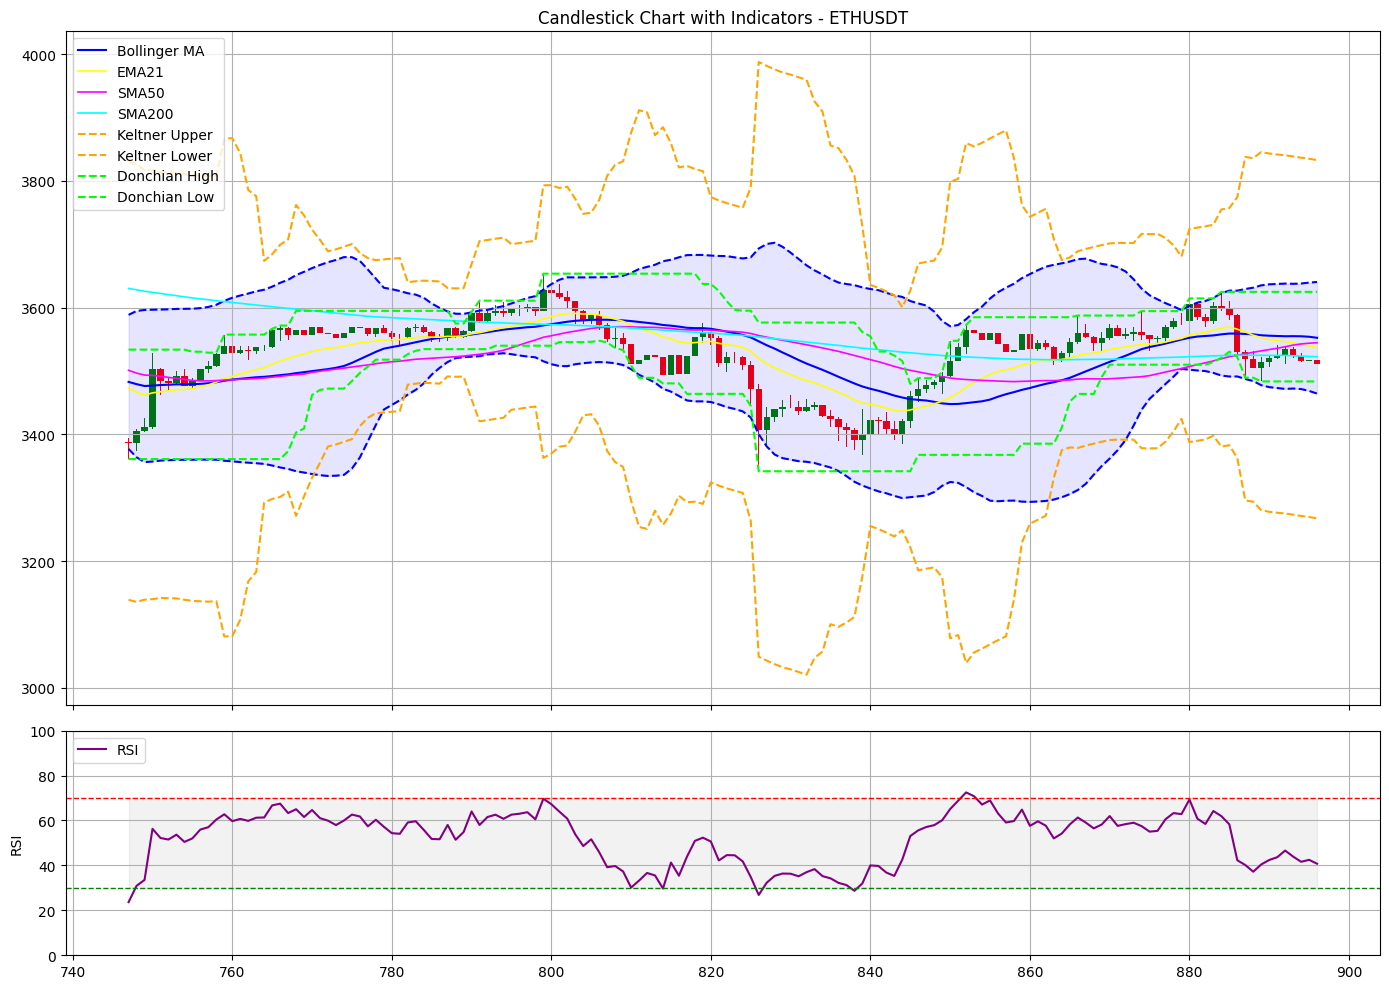 Candlestick Chart with Indicators - ETHUSDT
4000
3800
3600
3400
3200
3000
Bollinger MA
EMA21
SMA50
SMA200
Keltner Upper
Keltner Lower
Donchian High
Donchian Low
100
80
60
40
20
0
RSI
RSI
740
760
780
800
820
840
860
880
900